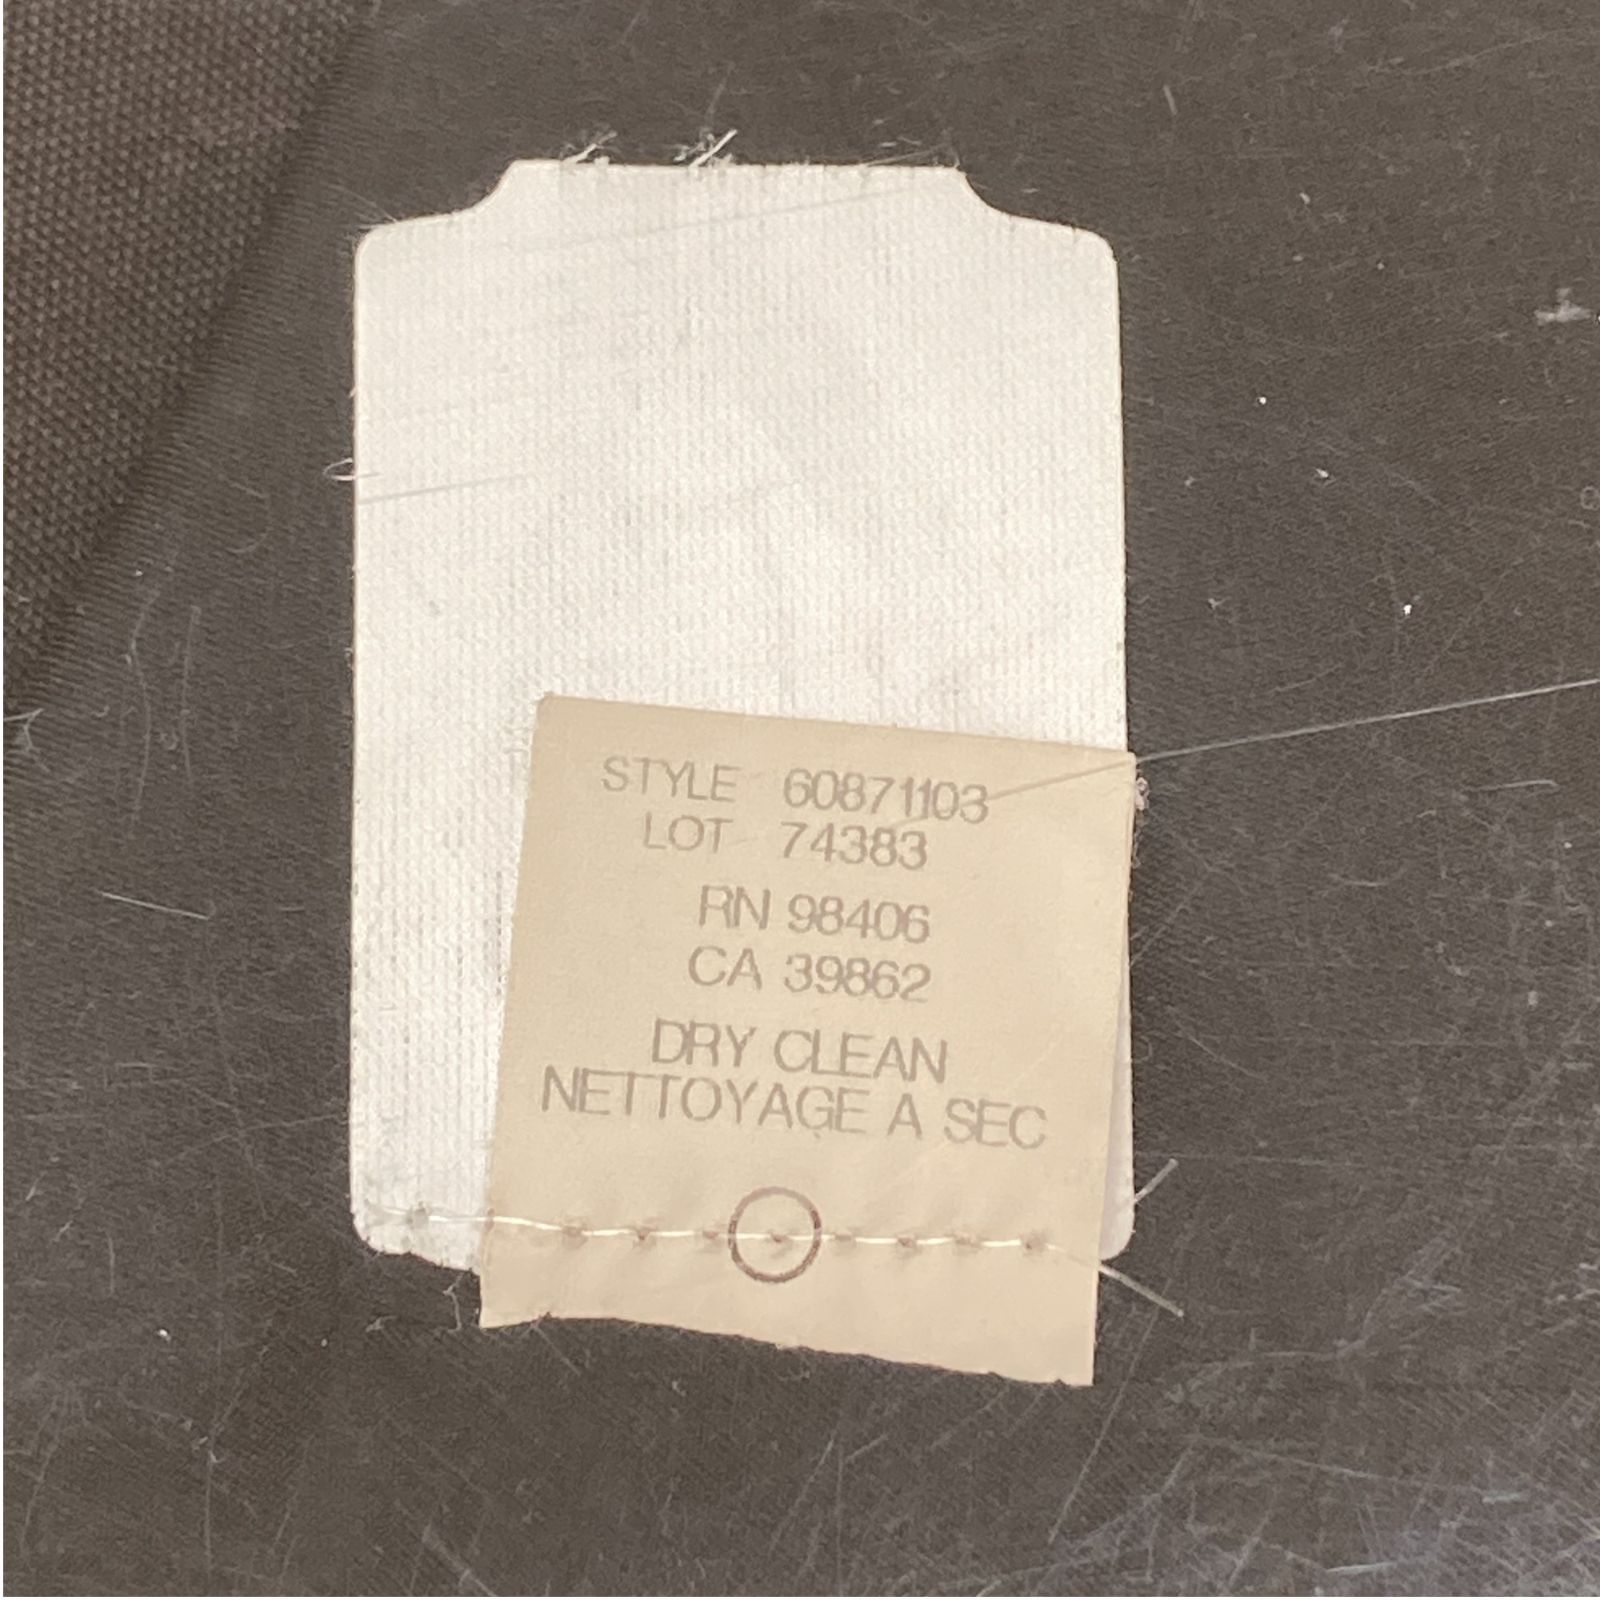 STYLE 60871103
LOT 74383
RN 98406
CA 39862
DRY CLEAN
NETTOYAGE A SEC